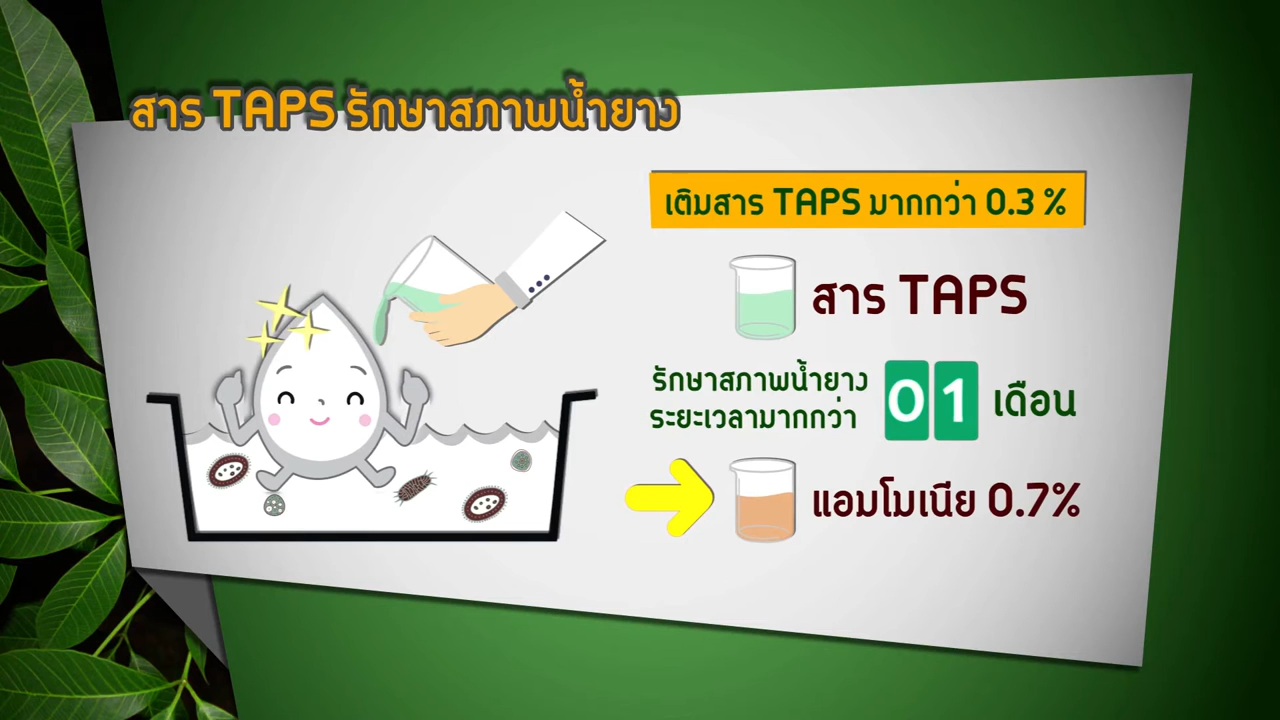 สาร TAPS รักษาสภาพน้ำยาง
เติมสาร TAPS มากกว่า 0.3 %
สาร TAPS
รักษาสภาพน้ำยาง
ระยะเวลามากกว่า
01 เดือน
แอมโมเนีย 0.7%